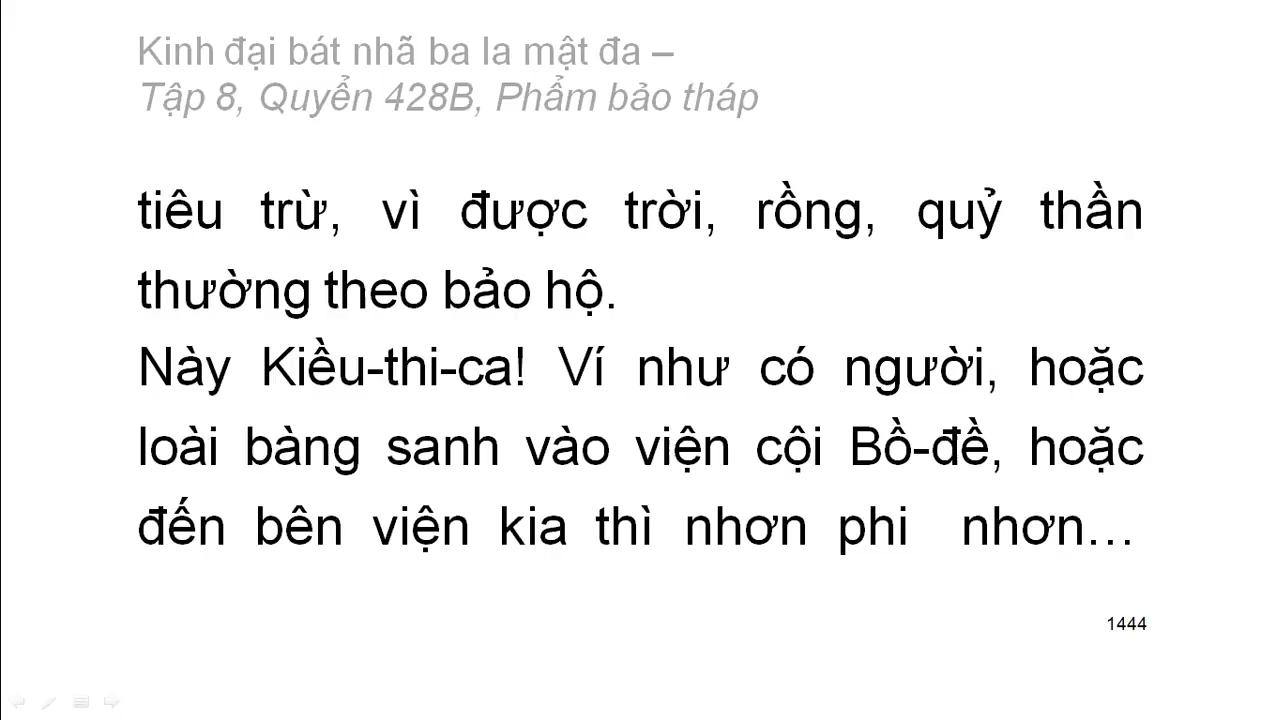 Kinh đại bát nhã ba la mật đa –
Tập 8, Quyển 428B, Phẩm bảo tháp
tiêu trừ, vì được trời, rồng, quỷ thần
thường theo bảo hộ.
Này Kiều-thi-ca! Ví như có người, hoặc
loài bàng sanh vào viện cội Bồ-đề, hoặc
đến bên viện kia thì nhơn phi nhơn…
1444